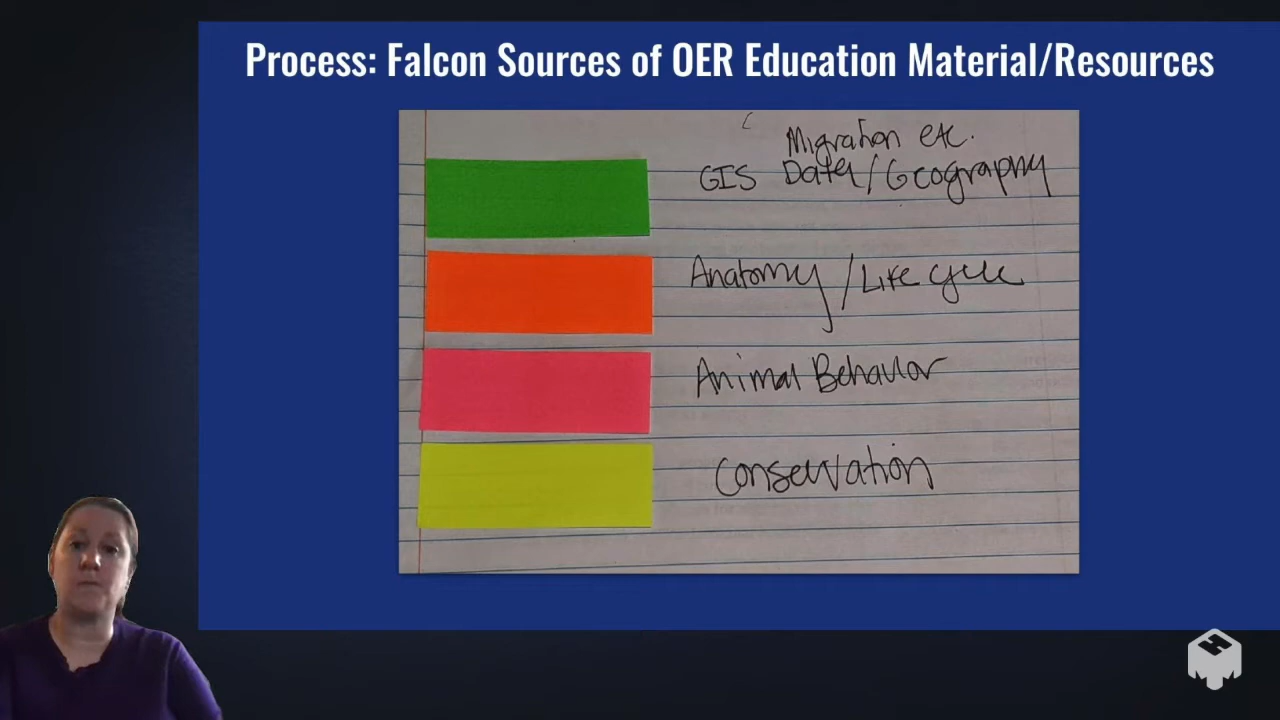 Process: Falcon Sources of OER Education Material/Resources
Migration etc.
GIS Data/Geography
Anatomy/Life cycle
Animal Behavior
Conservation